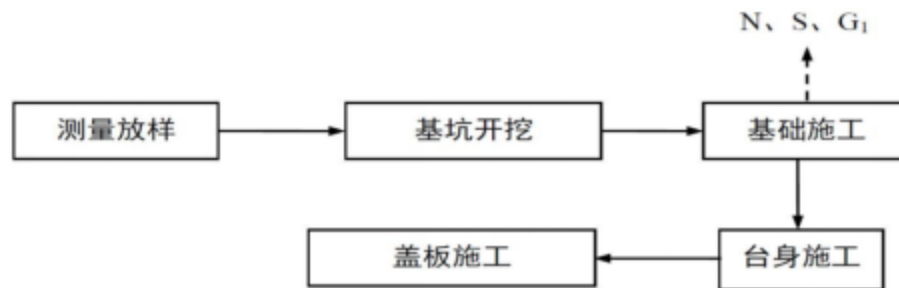 N、S、G₁
测量放样
基坑开挖
基础施工
盖板施工
台身施工